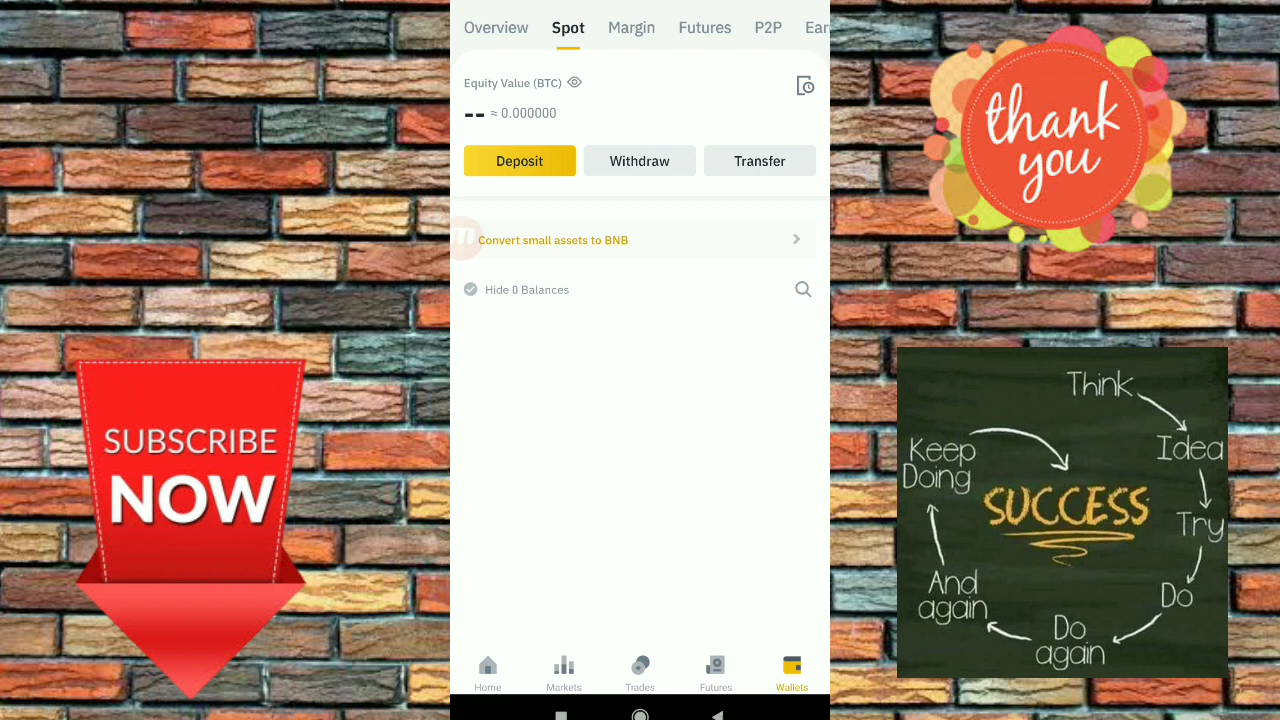 Overview Spot Margin Futures P2P Ear
Equity Value (BTC)
-- ≈ 0.000000
Deposit Withdraw Transfer
m
Convert small assets to BNB
Hide 0 Balances
Home Markets Trades Futures Wallets
SUBSCRIBE
NOW
thank
you
Think
Idea
Try
Do
Do
again
And
again
Keep
Doing
SUCCESS